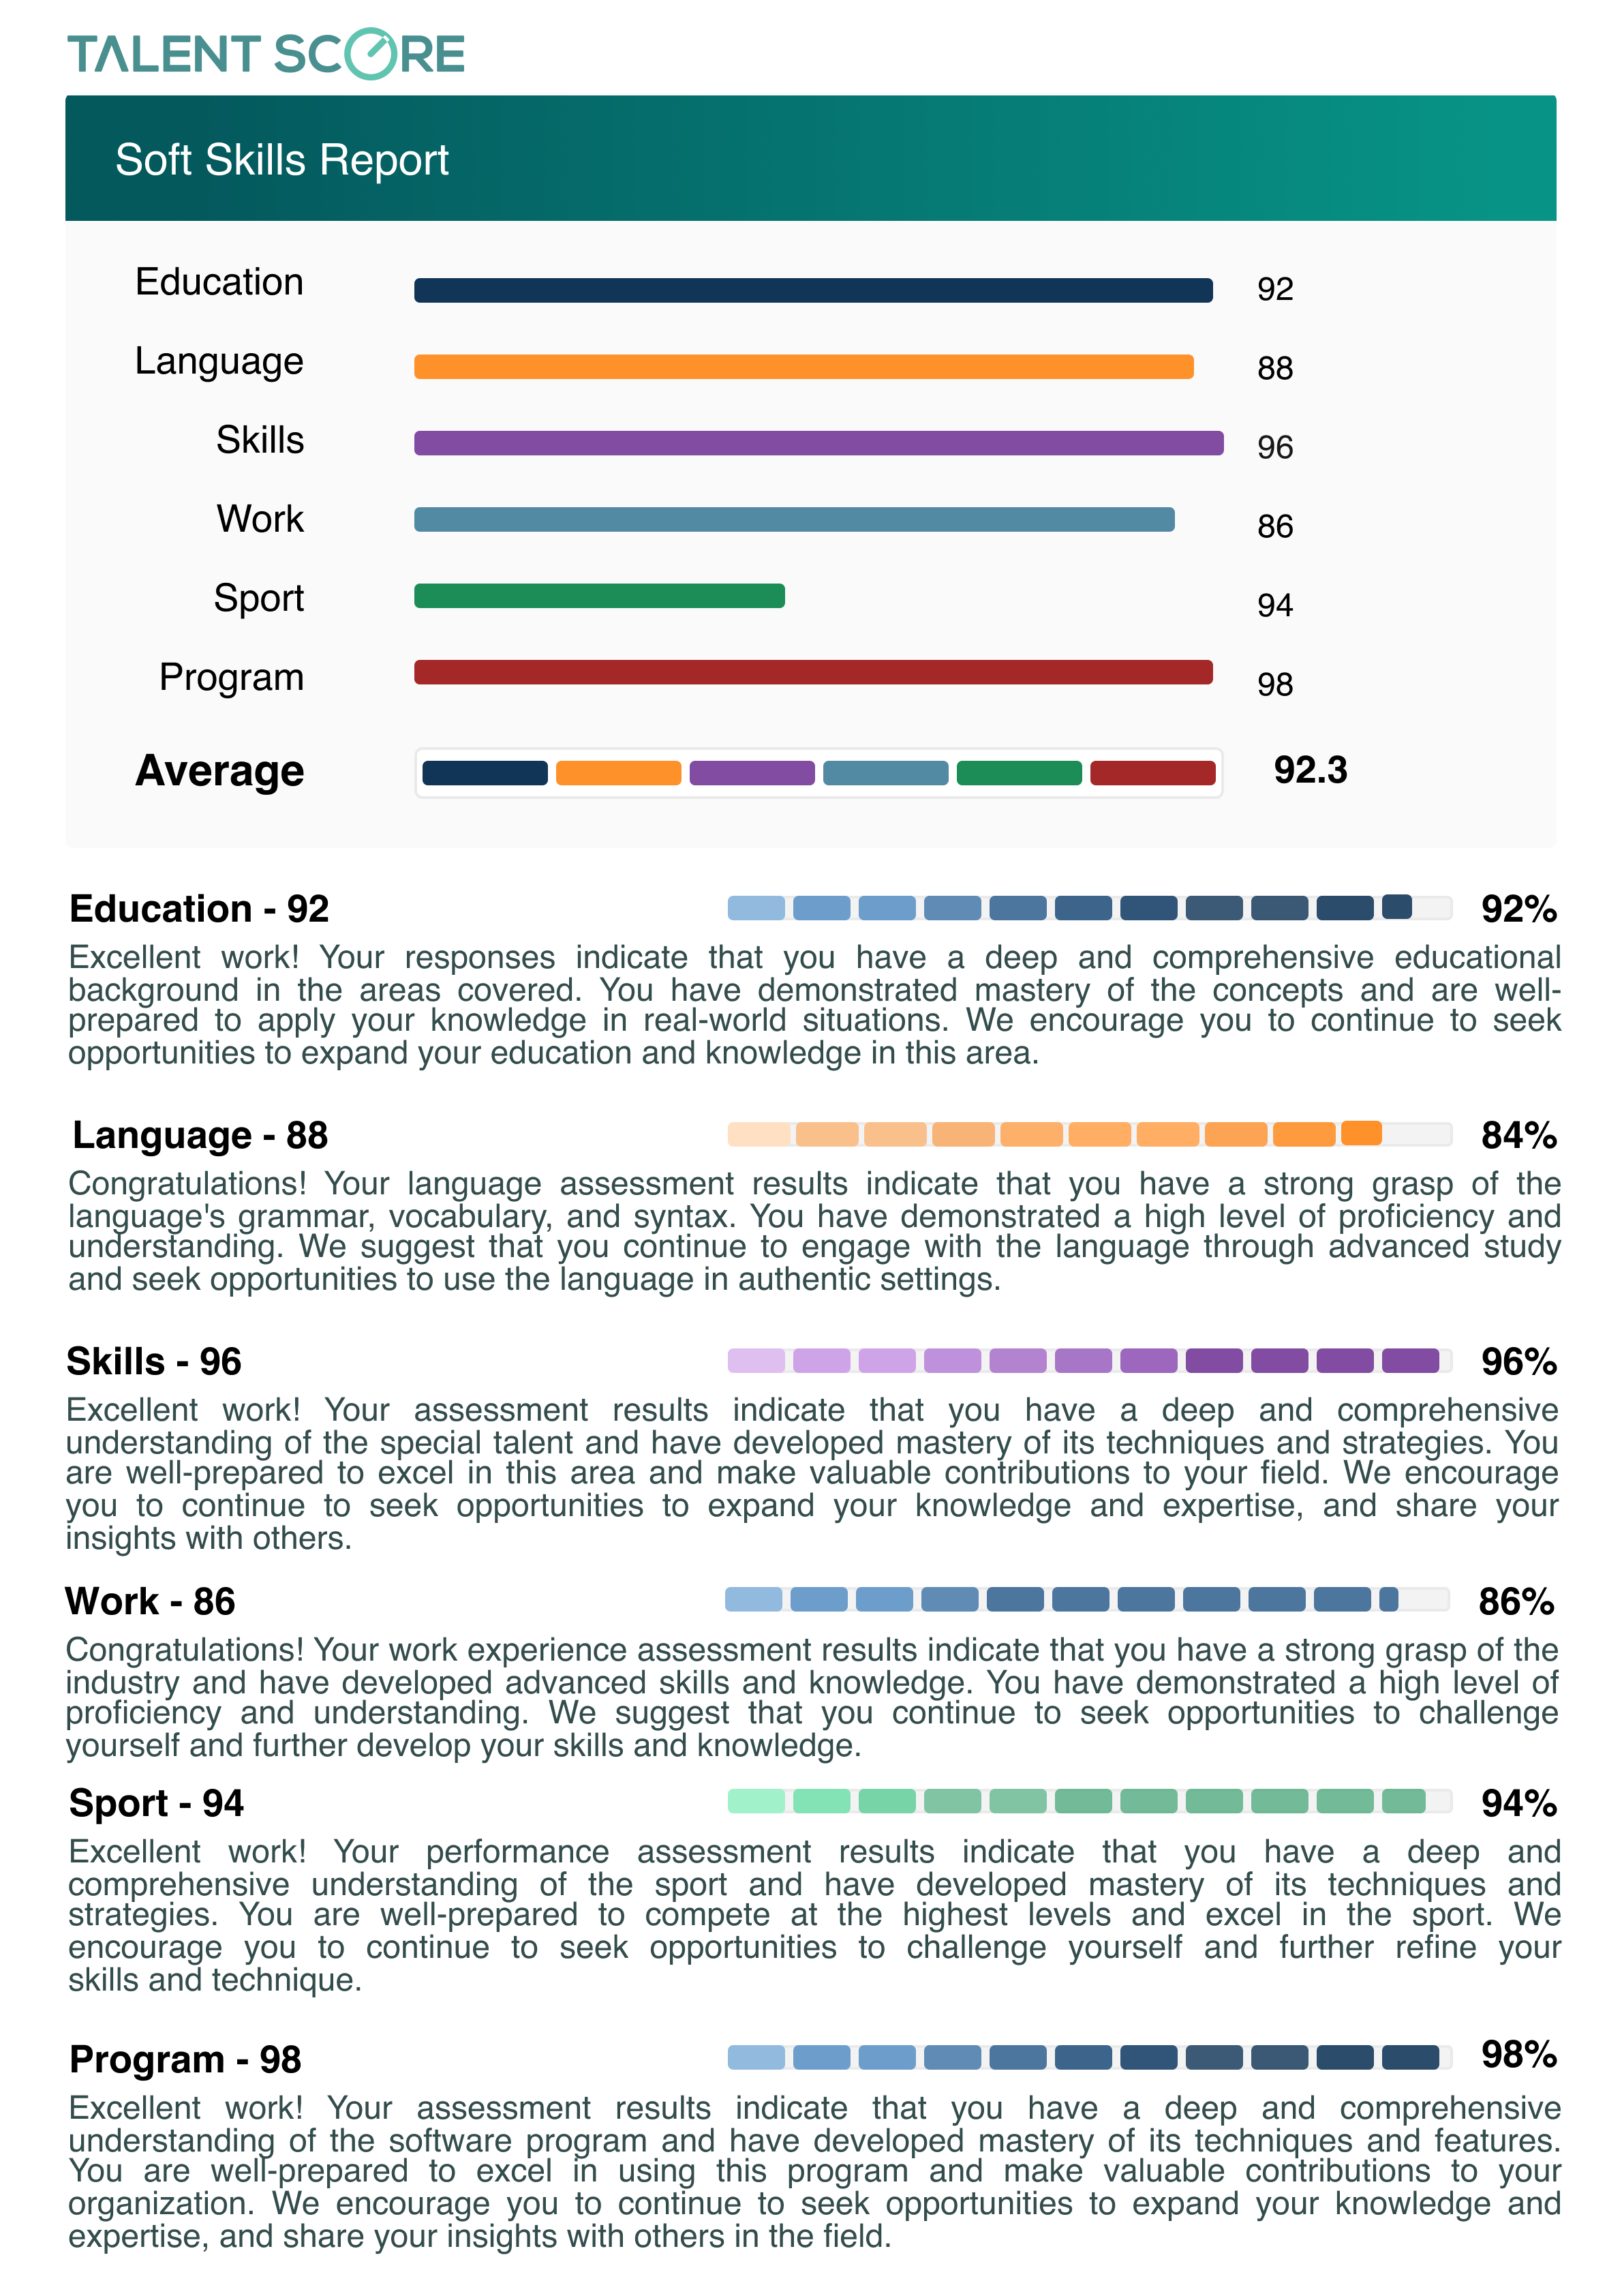 TALENT SCORE
Soft Skills Report
Education 92
Language 88
Skills 96
Work 86
Sport 94
Program 98
Average 92.3
Education - 92 92%
Excellent work! Your responses indicate that you have a deep and comprehensive educational
background in the areas covered. You have demonstrated mastery of the concepts and are well-
prepared to apply your knowledge in real-world situations. We encourage you to continue to seek
opportunities to expand your education and knowledge in this area.
Language - 88 84%
Congratulations! Your language assessment results indicate that you have a strong grasp of the
language's grammar, vocabulary, and syntax. You have demonstrated a high level of proficiency and
understanding. We suggest that you continue to engage with the language through advanced study
and seek opportunities to use the language in authentic settings.
Skills - 96 96%
Excellent work! Your assessment results indicate that you have a deep and comprehensive
understanding of the special talent and have developed mastery of its techniques and strategies. You
are well-prepared to excel in this area and make valuable contributions to your field. We encourage
you to continue to seek opportunities to expand your knowledge and expertise, and share your
insights with others.
Work - 86 86%
Congratulations! Your work experience assessment results indicate that you have a strong grasp of the
industry and have developed advanced skills and knowledge. You have demonstrated a high level of
proficiency and understanding. We suggest that you continue to seek opportunities to challenge
yourself and further develop your skills and knowledge.
Sport - 94 94%
Excellent work! Your performance assessment results indicate that you have a deep and
comprehensive understanding of the sport and have developed mastery of its techniques and
strategies. You are well-prepared to compete at the highest levels and excel in the sport. We
encourage you to continue to seek opportunities to challenge yourself and further refine your
skills and technique.
Program - 98 98%
Excellent work! Your assessment results indicate that you have a deep and comprehensive
understanding of the software program and have developed mastery of its techniques and features.
You are well-prepared to excel in using this program and make valuable contributions to your
organization. We encourage you to continue to seek opportunities to expand your knowledge and
expertise, and share your insights with others in the field.